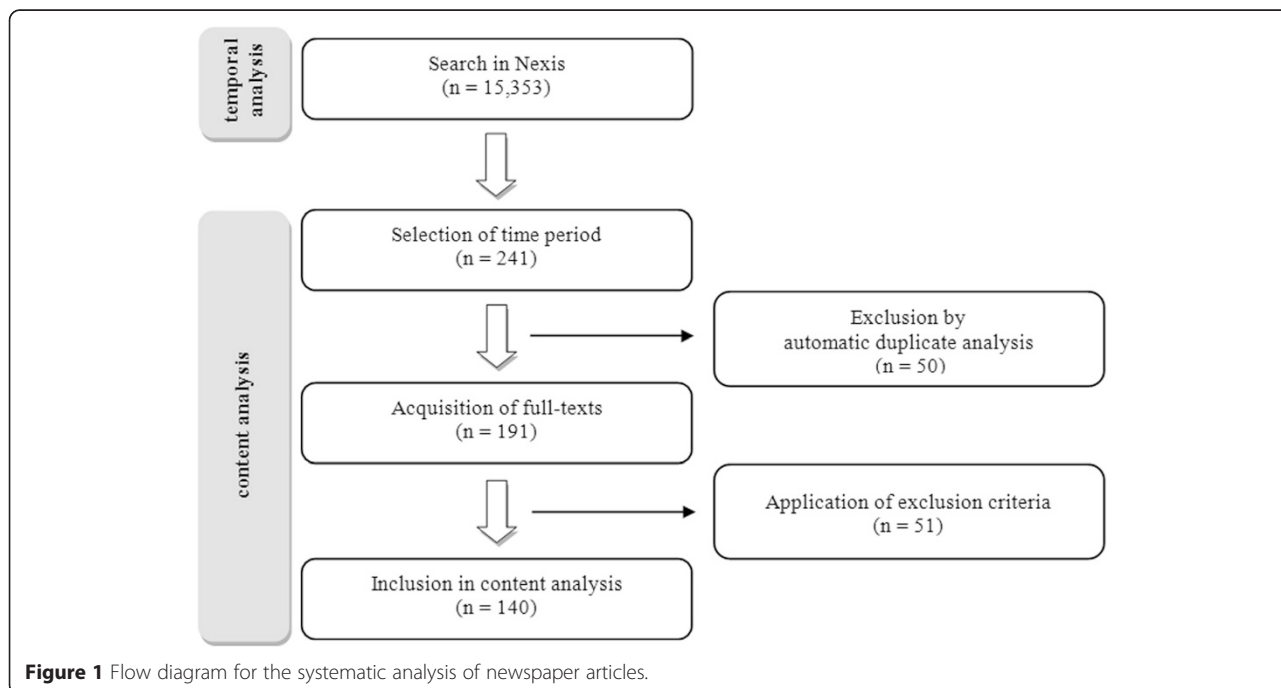 temporal
analysis
Search in Nexis
(n = 15,353)
content analysis
Selection of time period
(n = 241)
Exclusion by
automatic duplicate analysis
(n = 50)
Acquisition of full-texts
(n = 191)
Application of exclusion criteria
(n = 51)
Inclusion in content analysis
(n = 140)
Figure 1 Flow diagram for the systematic analysis of newspaper articles.